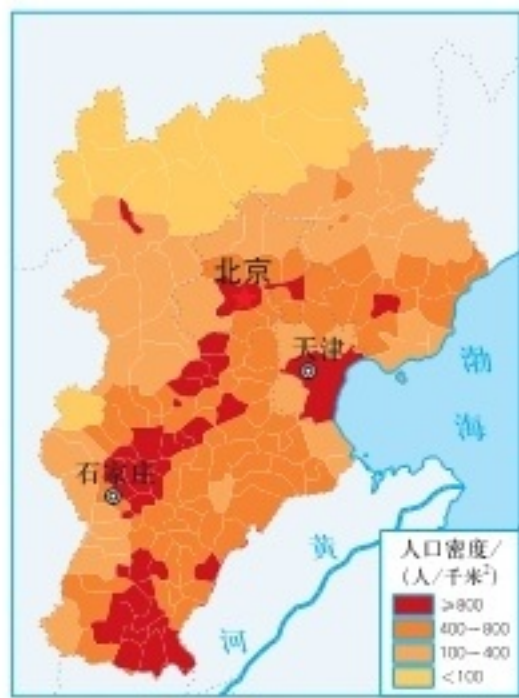 北京
天津
渤
海
石家庄
黄
河
人口密度/
(人/千米²)
≥800
400－800
100－400
<100